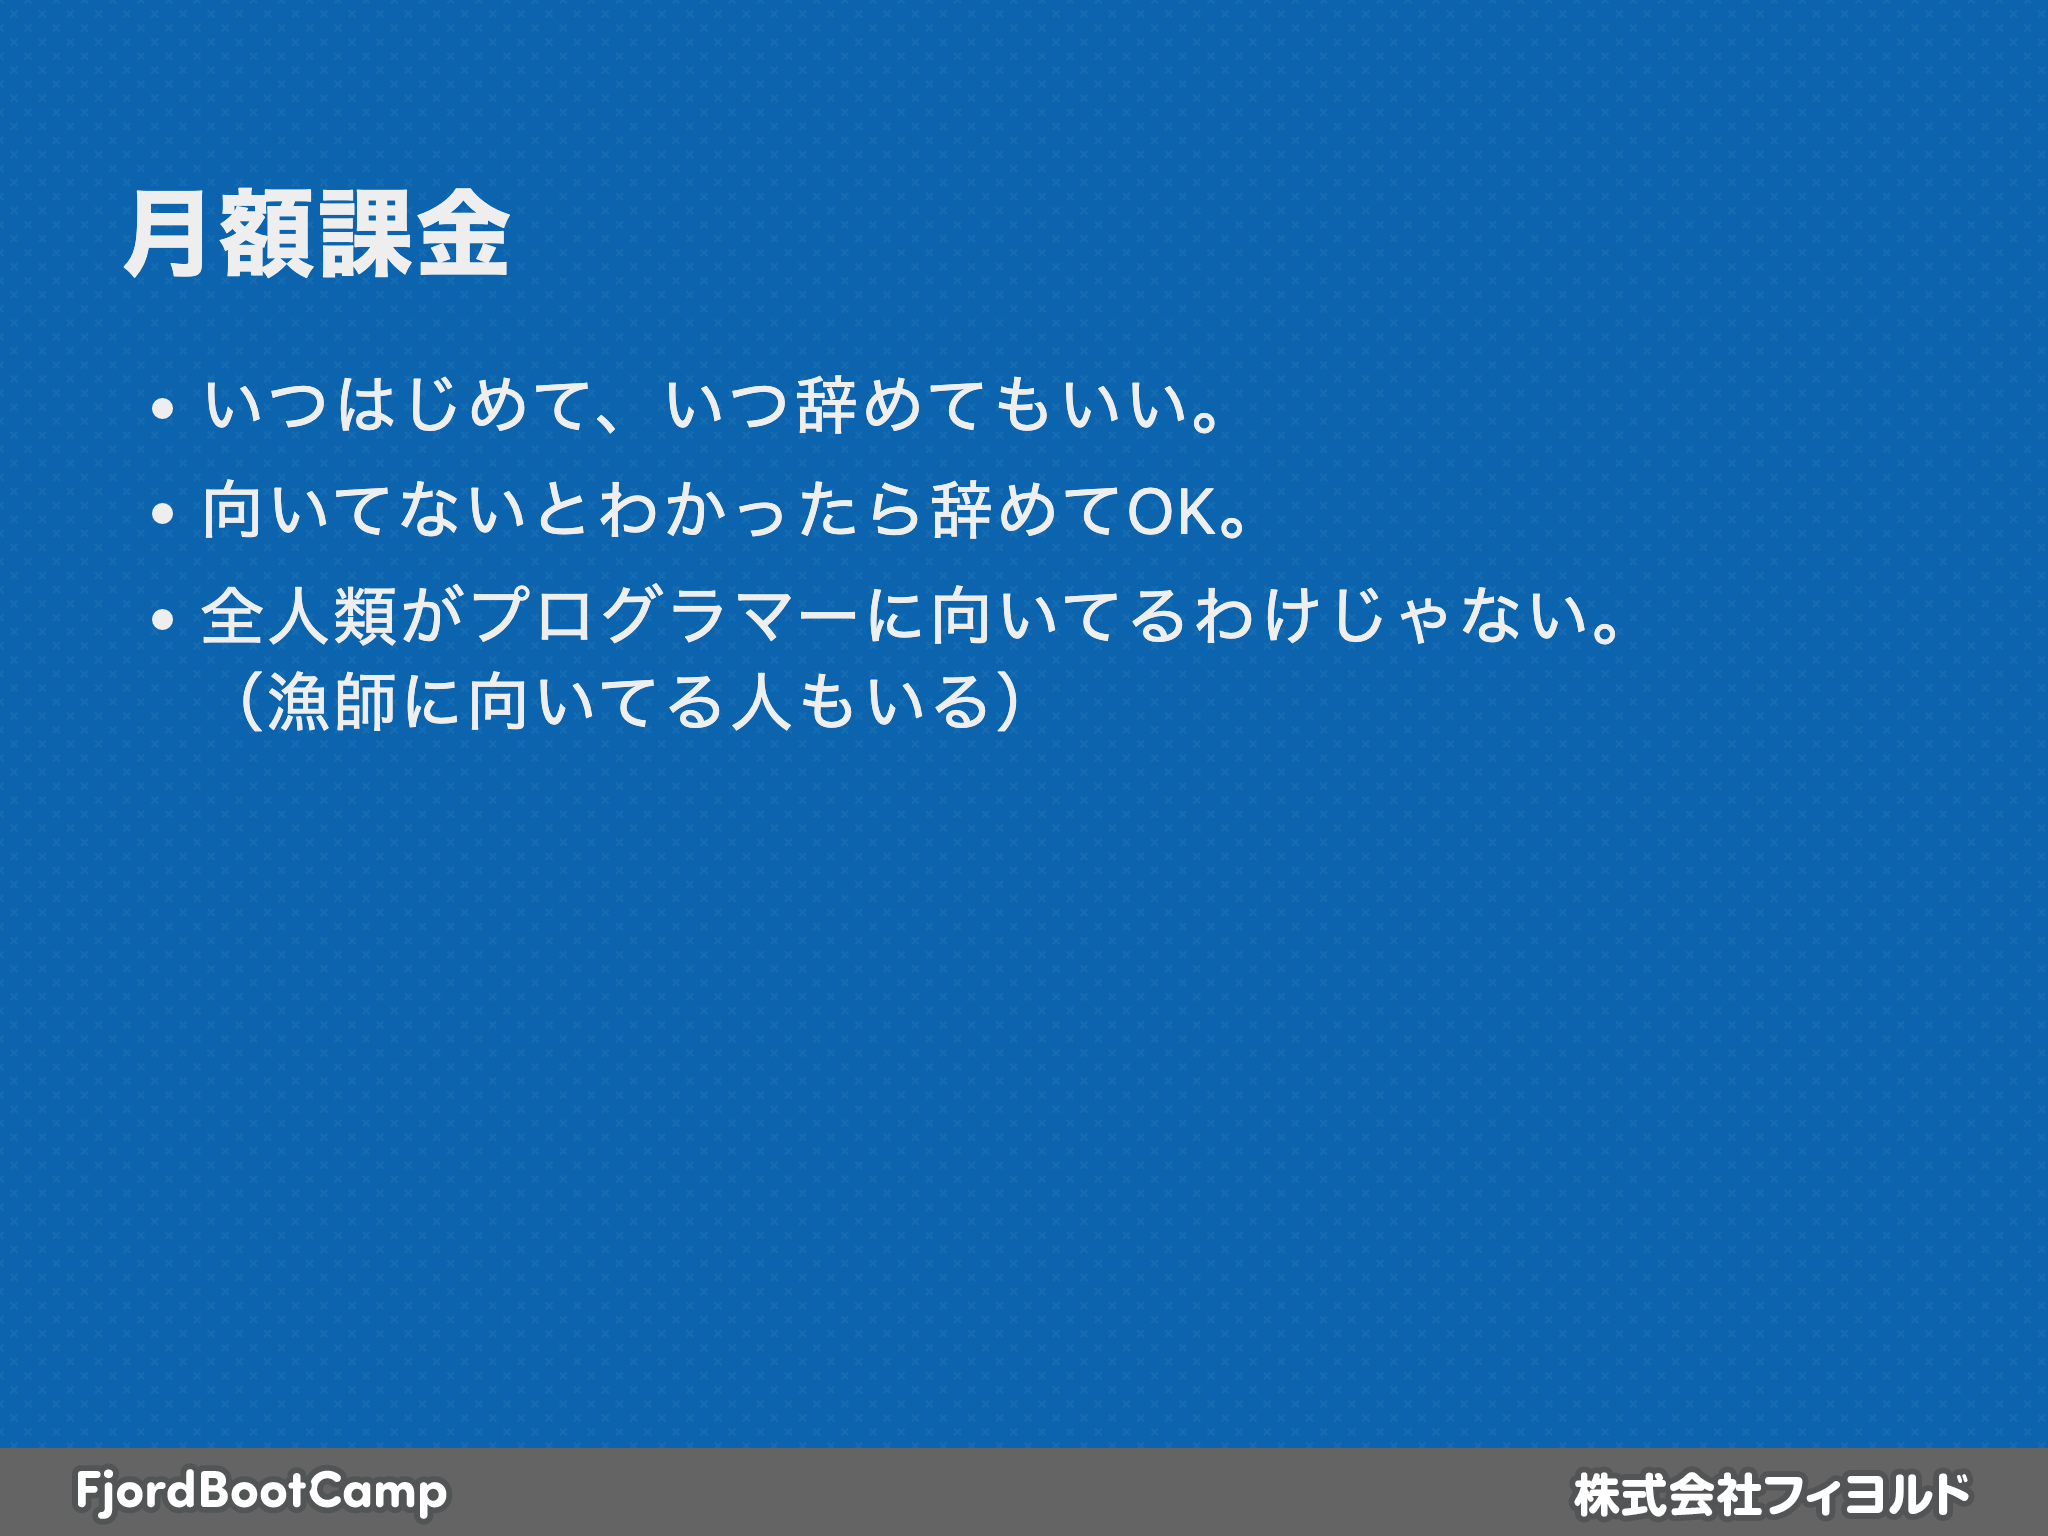 月額課金
• いつはじめて、いつ辞めてもいい。
• 向いてないとわかったら辞めてOK。
• 全人類がプログラマーに向いてるわけじゃない。
（漁師に向いてる人もいる）
FjordBootCamp
株式会社フィヨルド